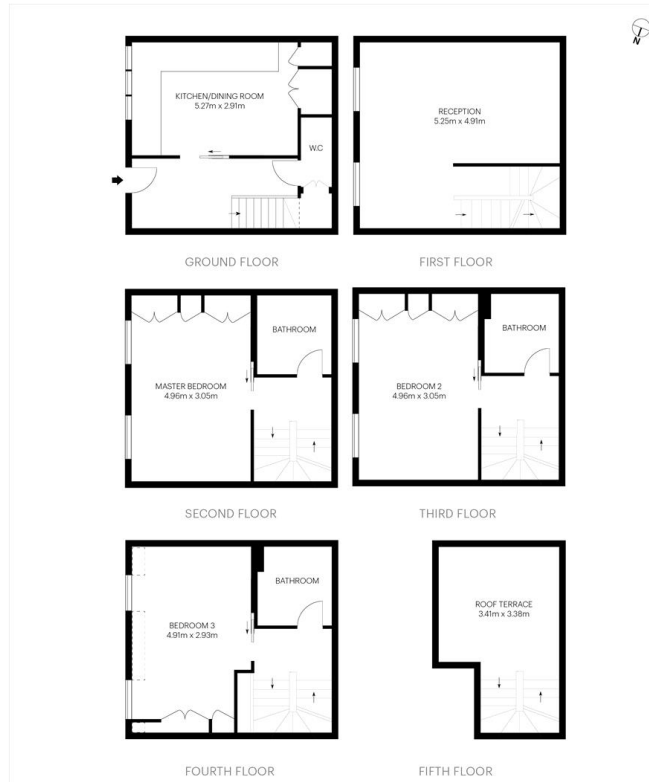 N
KITCHEN/DINING ROOM
5.27m x 2.91m
W.C
RECEPTION
5.25m x 4.91m
GROUND FLOOR
FIRST FLOOR
MASTER BEDROOM
4.96m x 3.05m
BATHROOM
BEDROOM 2
4.96m x 3.05m
BATHROOM
SECOND FLOOR
THIRD FLOOR
BEDROOM 3
4.91m x 2.93m
BATHROOM
ROOF TERRACE
3.41m x 3.38m
FOURTH FLOOR
FIFTH FLOOR